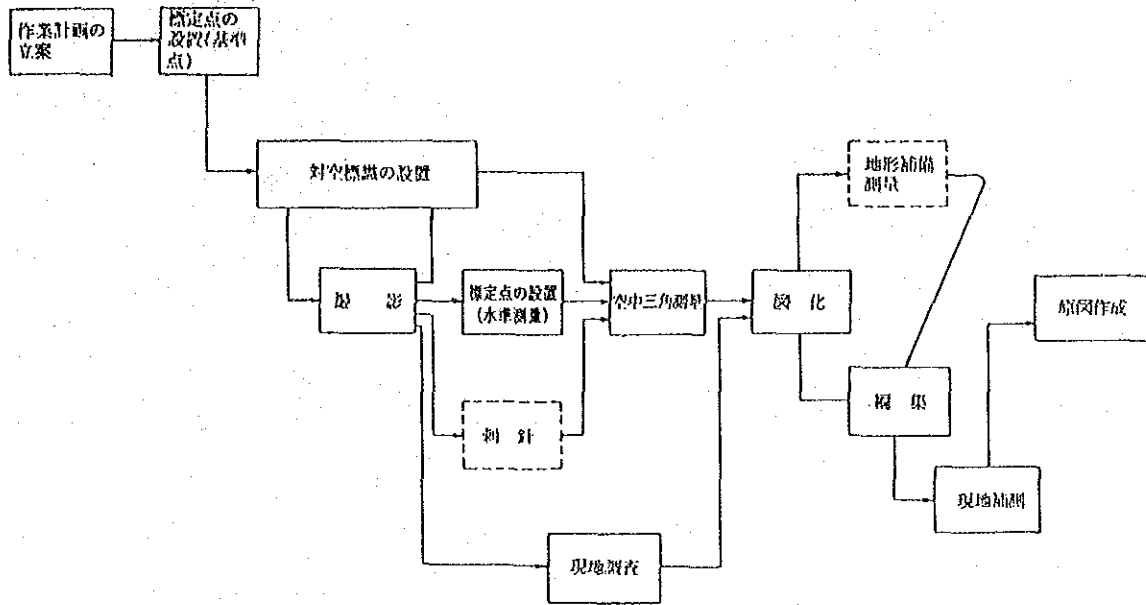 作業計画の
立案
標定点の
設置(基準
点)
対空標識の設置
地形補備
測量
撮影
標定点の設置
(水準測量)
空中三角測量
図化
原図作成
編集
刺針
現地補測
現地調査